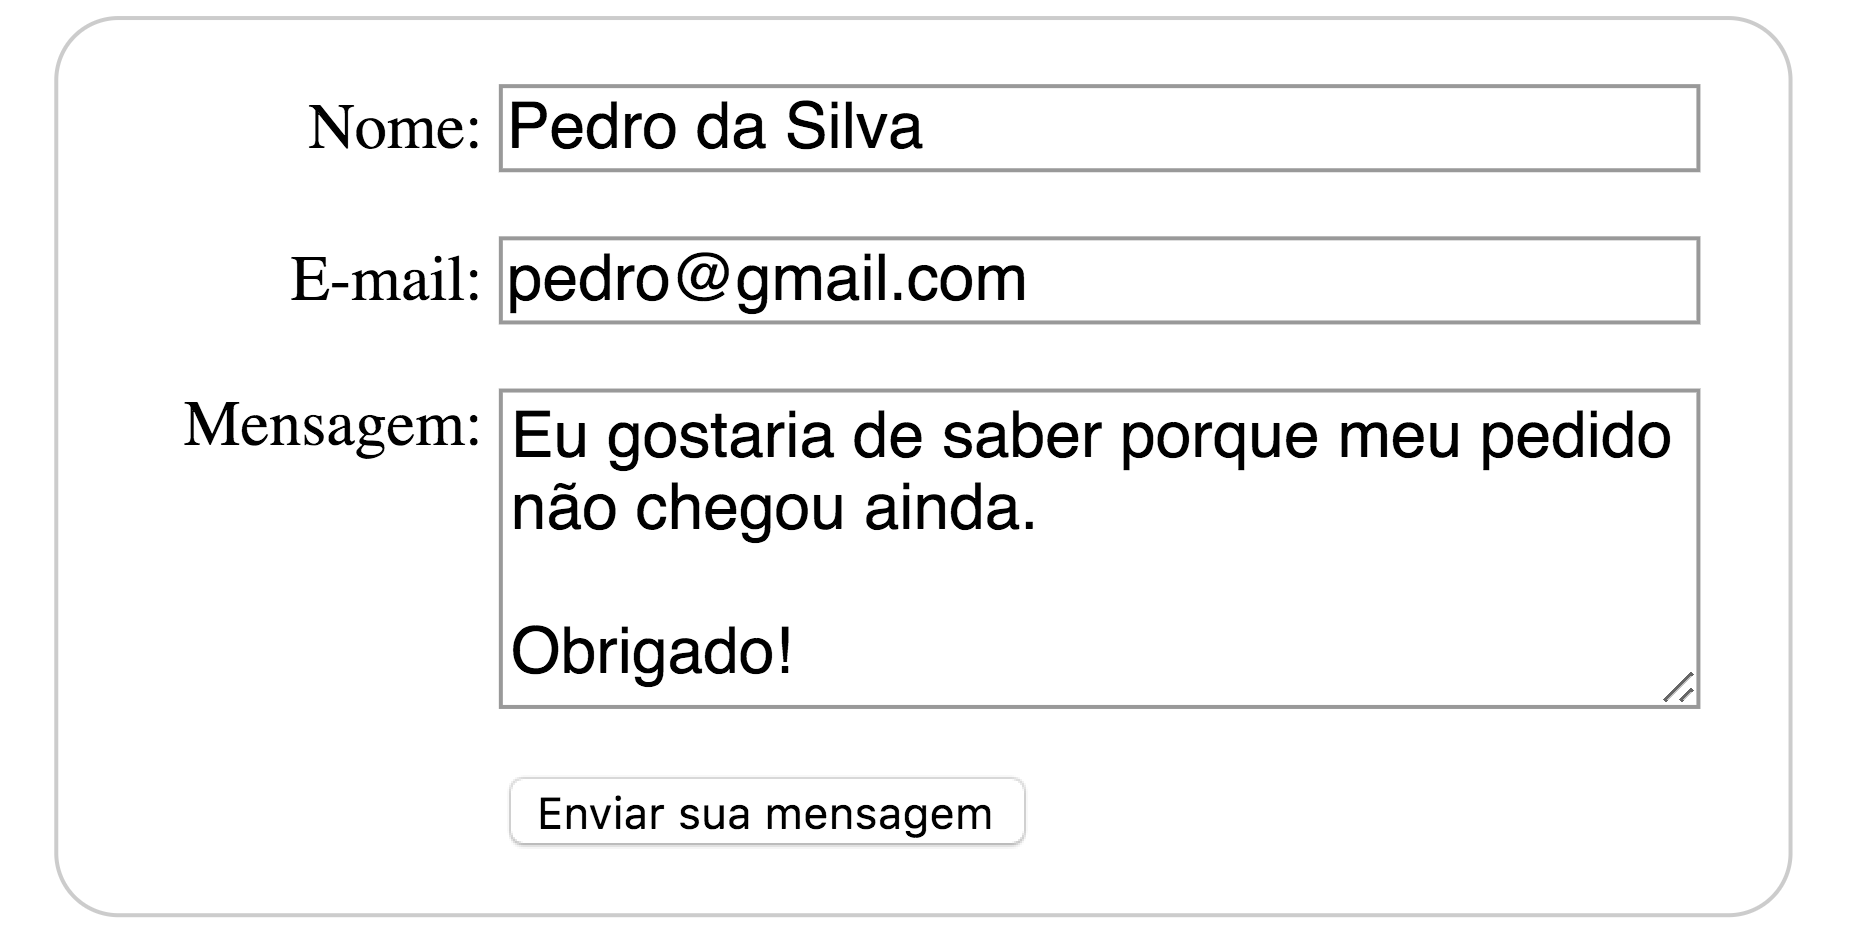 Nome: Pedro da Silva
E-mail: pedro@gmail.com
Mensagem: Eu gostaria de saber porque meu pedido
não chegou ainda.
Obrigado!
Enviar sua mensagem